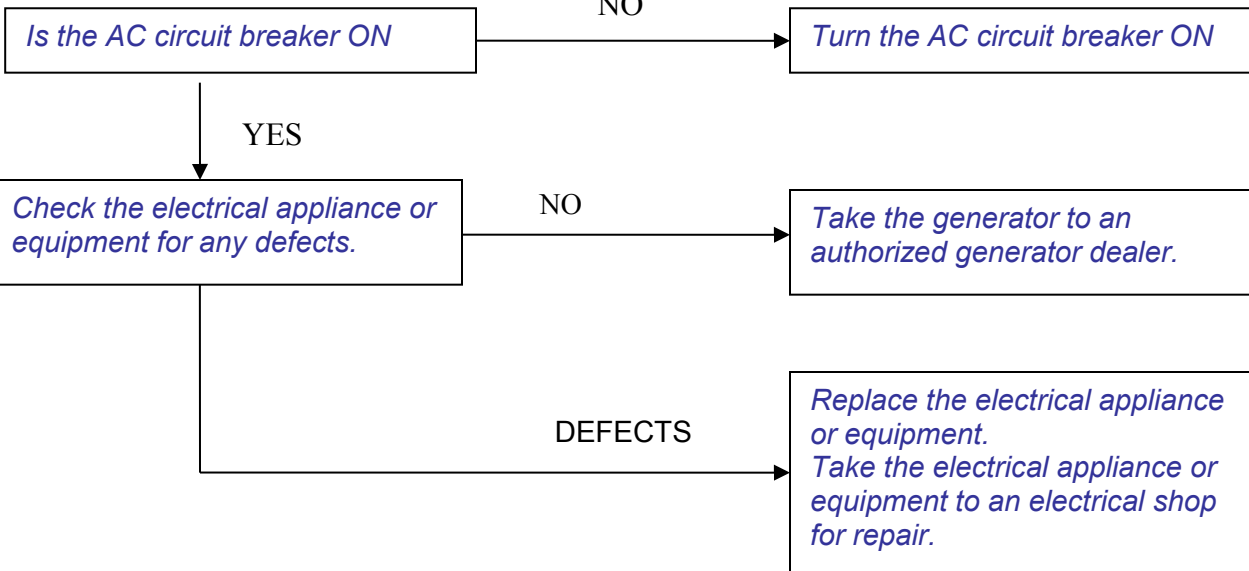 NO
Is the AC circuit breaker ON
Turn the AC circuit breaker ON
YES
Check the electrical appliance or
equipment for any defects.
NO
Take the generator to an
authorized generator dealer.
DEFECTS
Replace the electrical appliance
or equipment.
Take the electrical appliance or
equipment to an electrical shop
for repair.